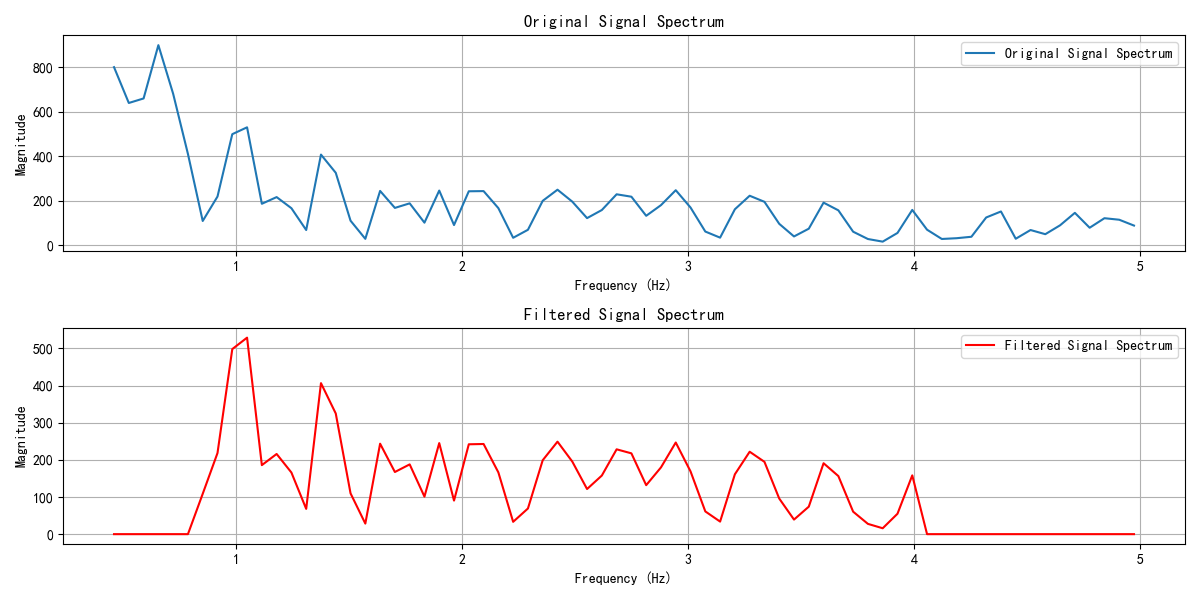 Original Signal Spectrum
Original Signal Spectrum
800
600
400
200
0
Magnitude
1 2 3 4 5
Frequency (Hz)
Filtered Signal Spectrum
Filtered Signal Spectrum
500
400
300
200
100
0
Magnitude
1 2 3 4 5
Frequency (Hz)